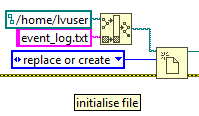 /home/lvuser
event_log.txt
replace or create
initialise file